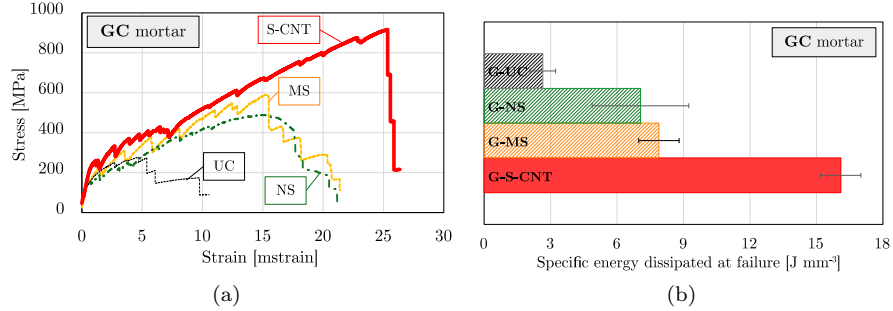 GC mortar
1000
800
600
400
200
0
Stress [MPa]
S-CNT
MS
UC
NS
0 5 10 15 20 25 30
Strain [mstrain]
(a)
GC mortar
G-UC
G-NS
G-MS
G-S-CNT
0 3 6 9 12 15 18
Specific energy dissipated at failure [J mm⁻³]
(b)